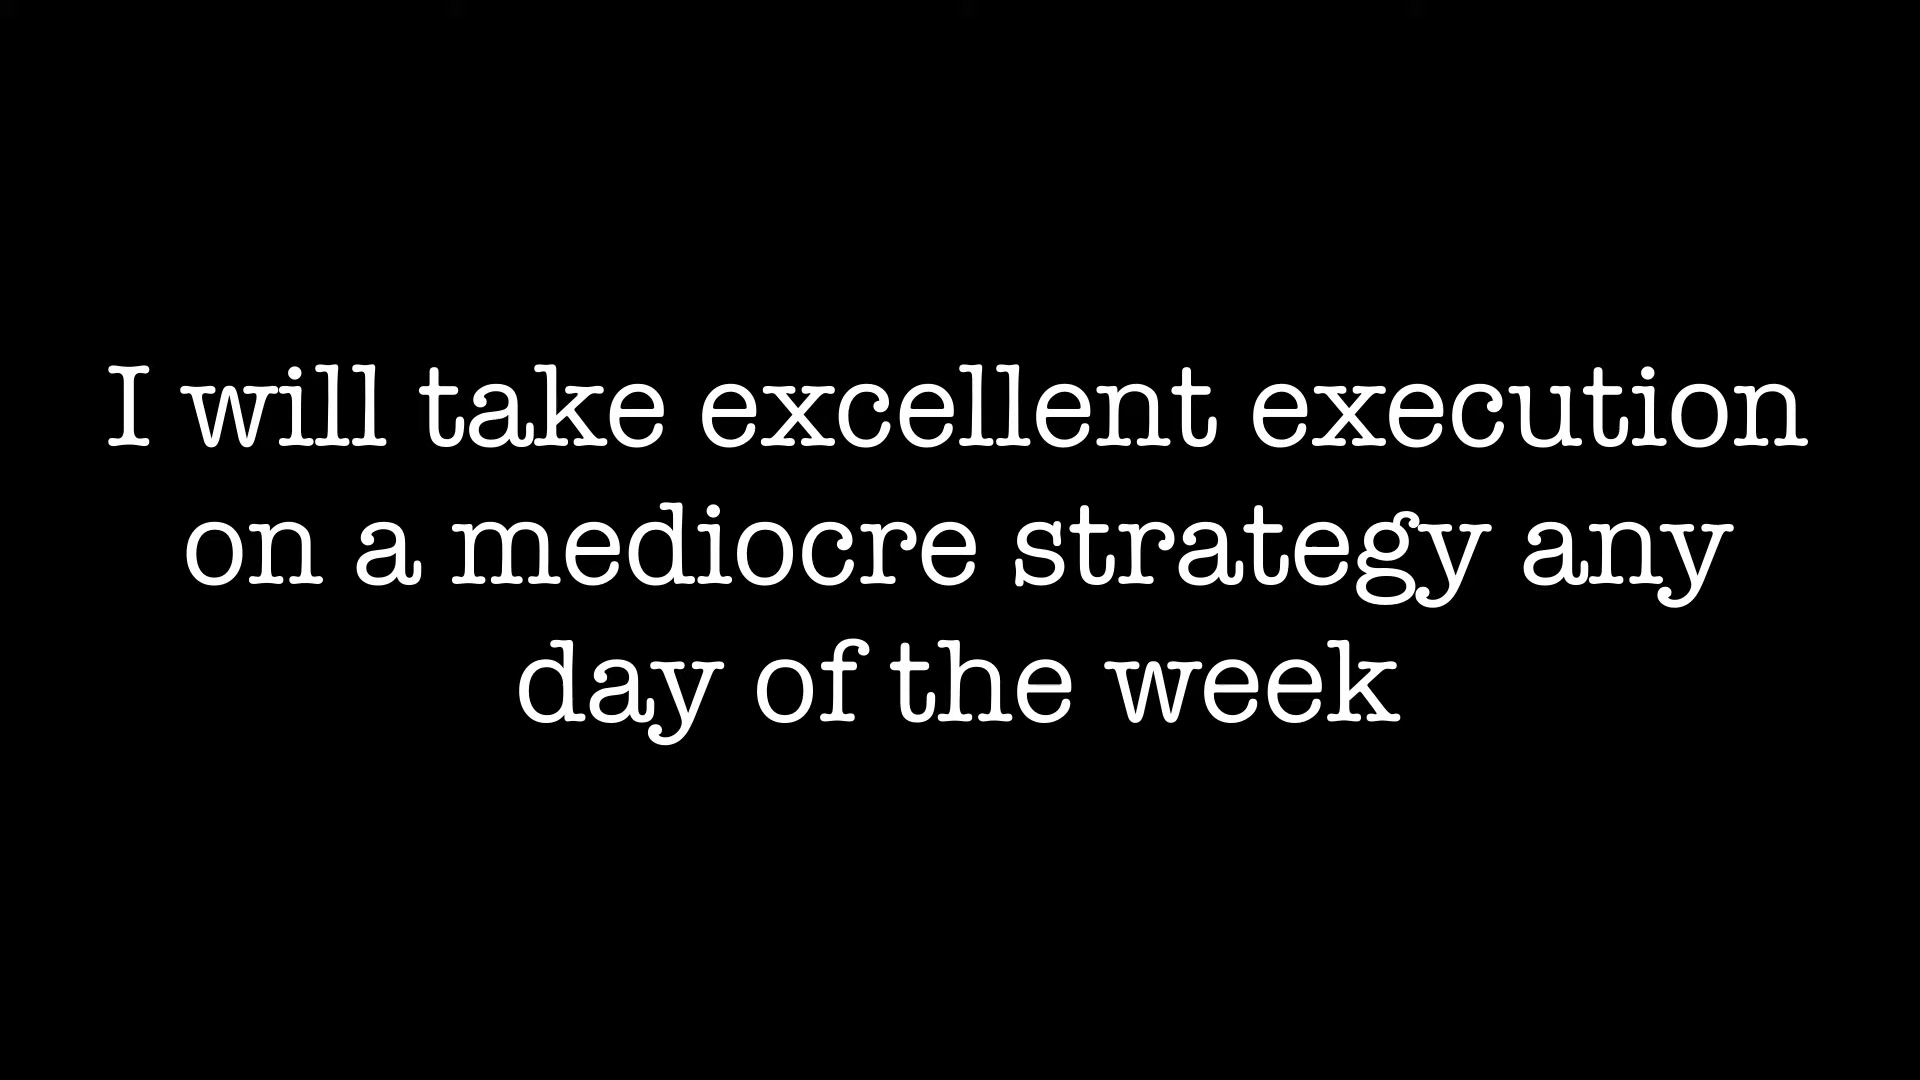 I will take excellent execution
on a mediocre strategy any
day of the week